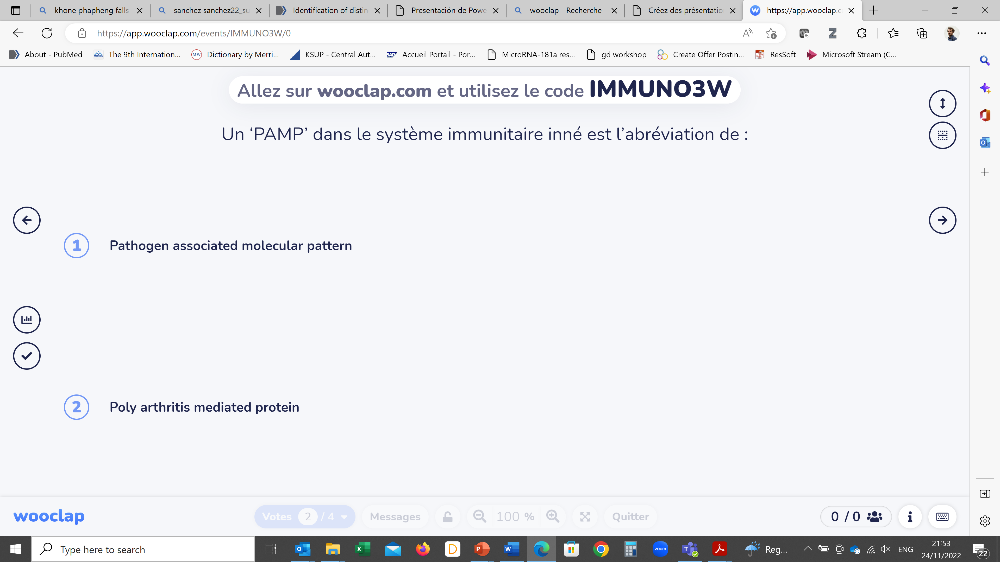 khone phapheng falls
sanchez sanchez22_su
Identification of distin
Presentación de Powe
wooclap - Recherche
Créez des présentatio
https://app.wooclap.c
https://app.wooclap.com/events/IMMUNO3W/0
About - PubMed
The 9th Internation...
Dictionary by Merri...
KSUP - Central Aut...
Accueil Portail - Por...
MicroRNA-181a res...
gd workshop
Create Offer Postin...
ResSoft
Microsoft Stream (C...
Allez sur wooclap.com et utilisez le code IMMUNO3W
Un ‘PAMP’ dans le système immunitaire inné est l’abréviation de :
1 Pathogen associated molecular pattern
2 Poly arthritis mediated protein
wooclap
Votes 2 / 4
Messages
100 %
Quitter
0 / 0
Type here to search
zoom
Reg...
ENG
21:53
24/11/2022
22